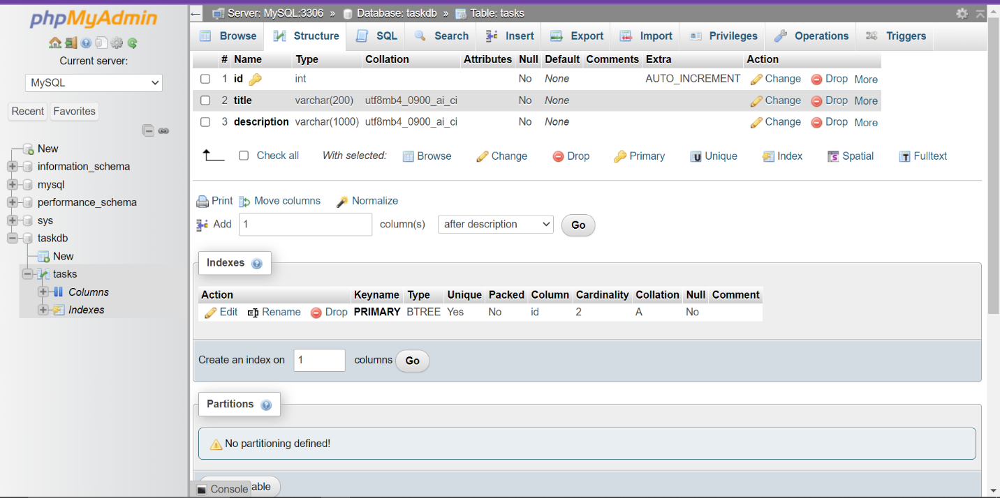 phpMyAdmin
Current server:
MySQL
Recent Favorites
New
information_schema
mysql
performance_schema
sys
taskdb
New
tasks
Columns
Indexes
Server: MySQL:3306 » Database: taskdb » Table: tasks
Browse Structure SQL Search Insert Export Import Privileges Operations Triggers
# Name Type Collation Attributes Null Default Comments Extra Action
1 id int No None AUTO_INCREMENT Change Drop More
2 title varchar(200) utf8mb4_0900_ai_ci No None Change Drop More
3 description varchar(1000) utf8mb4_0900_ai_ci No None Change Drop More
Check all With selected: Browse Change Drop Primary Unique Index Spatial Fulltext
Print Move columns Normalize
Add 1 column(s) after description Go
Indexes
Action Keyname Type Unique Packed Column Cardinality Collation Null Comment
Edit Rename Drop PRIMARY BTREE Yes No id 2 A No
Create an index on 1 columns Go
Partitions
No partitioning defined!
Console able